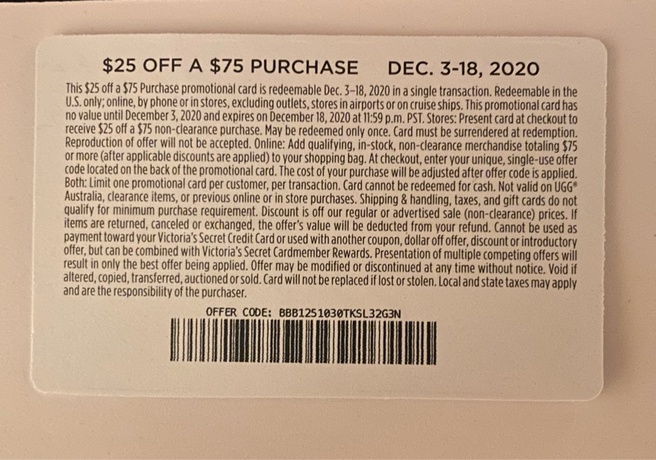 $25 OFF A $75 PURCHASE DEC. 3-18, 2020
This $25 off a $75 Purchase promotional card is redeemable Dec. 3-18, 2020 in a single transaction. Redeemable in the
U.S. only; online, by phone or in stores, excluding outlets, stores in airports or on cruise ships. This promotional card has
no value until December 3, 2020 and expires on December 18, 2020 at 11:59 p.m. PST. Stores: Present card at checkout to
receive $25 off a $75 non-clearance purchase. May be redeemed only once. Card must be surrendered at redemption.
Reproduction of offer will not be accepted. Online: Add qualifying, in-stock, non-clearance merchandise totaling $75
or more (after applicable discounts are applied) to your shopping bag. At checkout, enter your unique, single-use offer
code located on the back of the promotional card. The cost of your purchase will be adjusted after offer code is applied.
Both: Limit one promotional card per customer, per transaction. Card cannot be redeemed for cash. Not valid on UGG®
Australia, clearance items, or previous online or in store purchases. Shipping & handling, taxes, and gift cards do not
qualify for minimum purchase requirement. Discount is off our regular or advertised sale (non-clearance) prices. If
items are returned, canceled or exchanged, the offer's value will be deducted from your refund. Cannot be used as
payment toward your Victoria's Secret Credit Card or used with another coupon, dollar off offer, discount or introductory
offer, but can be combined with Victoria's Secret Cardmember Rewards. Presentation of multiple competing offers will
result in only the best offer being applied. Offer may be modified or discontinued at any time without notice. Void if
altered, copied, transferred, auctioned or sold. Card will not be replaced if lost or stolen. Local and state taxes may apply
and are the responsibility of the purchaser.
OFFER CODE: BBB1251030TKSL32G3N